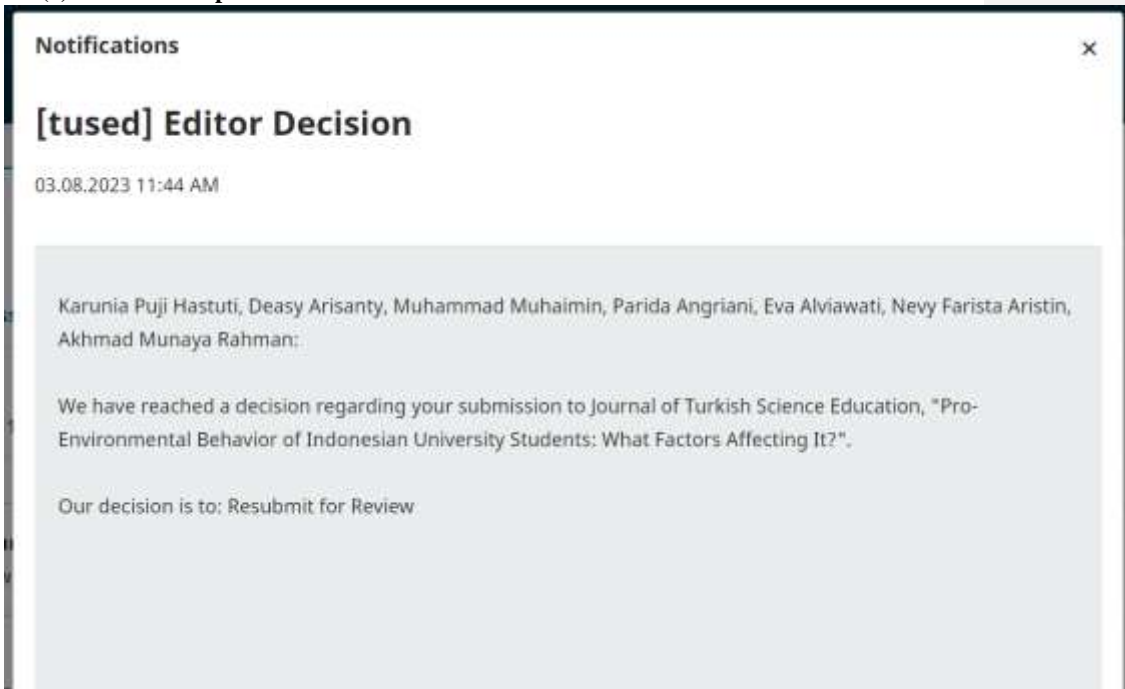 Notifications
×
[tused] Editor Decision
03.08.2023 11:44 AM
Karunia Puji Hastuti, Deasy Arisanty, Muhammad Muhaimin, Parida Angriani, Eva Alviawati, Nevy Farista Aristin,
Akhmad Munaya Rahman:
We have reached a decision regarding your submission to Journal of Turkish Science Education, "Pro-
Environmental Behavior of Indonesian University Students: What Factors Affecting It?".
Our decision is to: Resubmit for Review